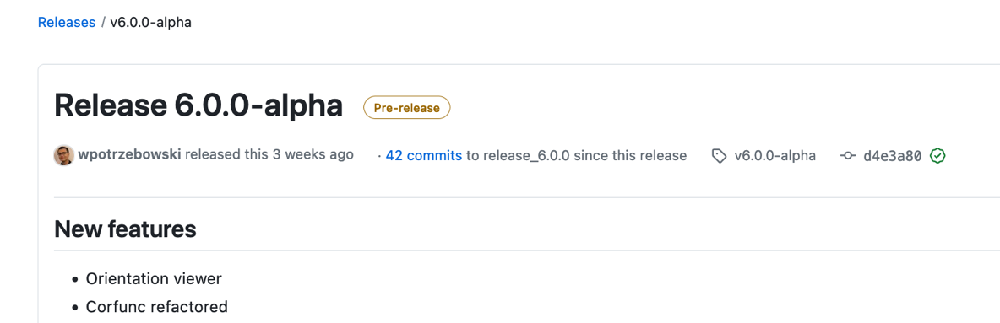 Releases / v6.0.0-alpha
Release 6.0.0-alpha Pre-release
wpotrzebowski released this 3 weeks ago · 42 commits to release_6.0.0 since this release v6.0.0-alpha d4e3a80
New features
• Orientation viewer
• Corfunc refactored